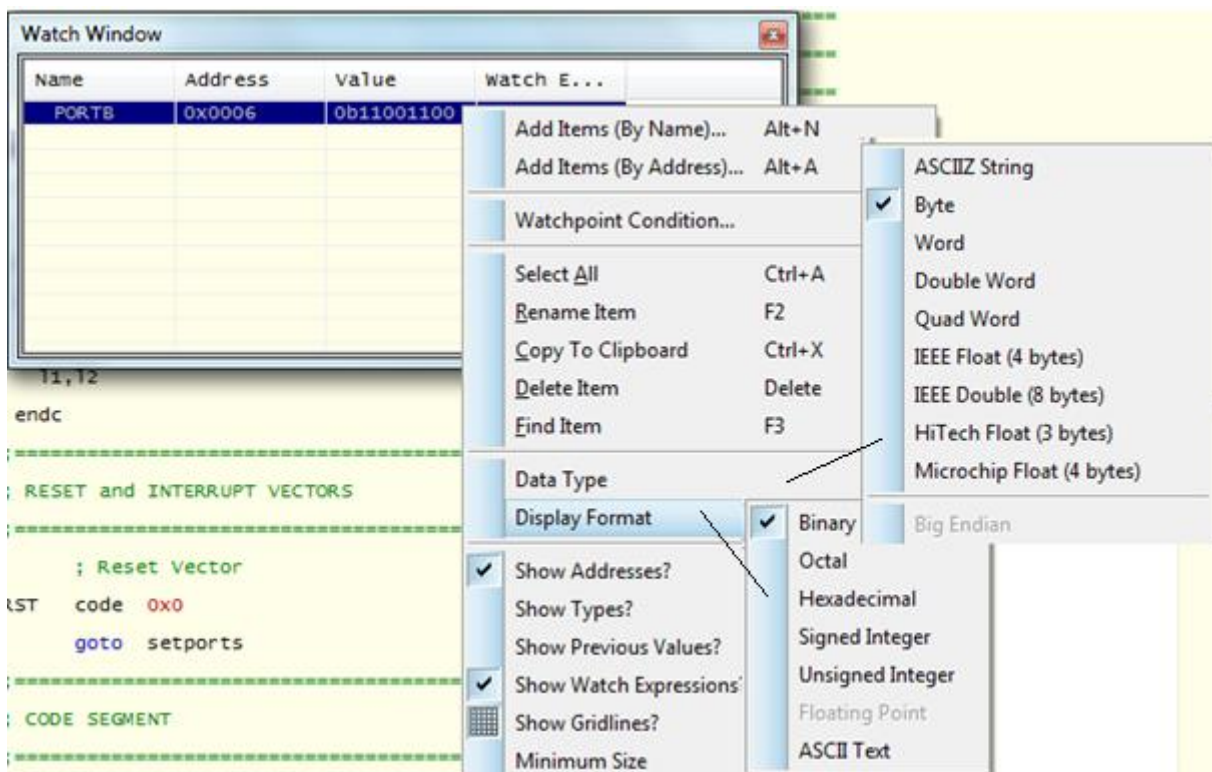 Watch Window
Name Address Value Watch E...
PORTB 0x0006 0b11001100
Add Items (By Name)... Alt+N
Add Items (By Address)... Alt+A
Watchpoint Condition...
Select All Ctrl+A
Rename Item F2
Copy To Clipboard Ctrl+X
Delete Item Delete
Find Item F3
Data Type
Display Format
Show Addresses?
Show Types?
Show Previous Values?
Show Watch Expressions
Show Gridlines?
Minimum Size
ASCIIZ String
Byte
Word
Double Word
Quad Word
IEEE Float (4 bytes)
IEEE Double (8 bytes)
HiTech Float (3 bytes)
Microchip Float (4 bytes)
Big Endian
Binary
Octal
Hexadecimal
Signed Integer
Unsigned Integer
Floating Point
ASCII Text
l1,l2
endc
; RESET and INTERRUPT VECTORS
; Reset Vector
RST code 0x0
goto setports
; CODE SEGMENT